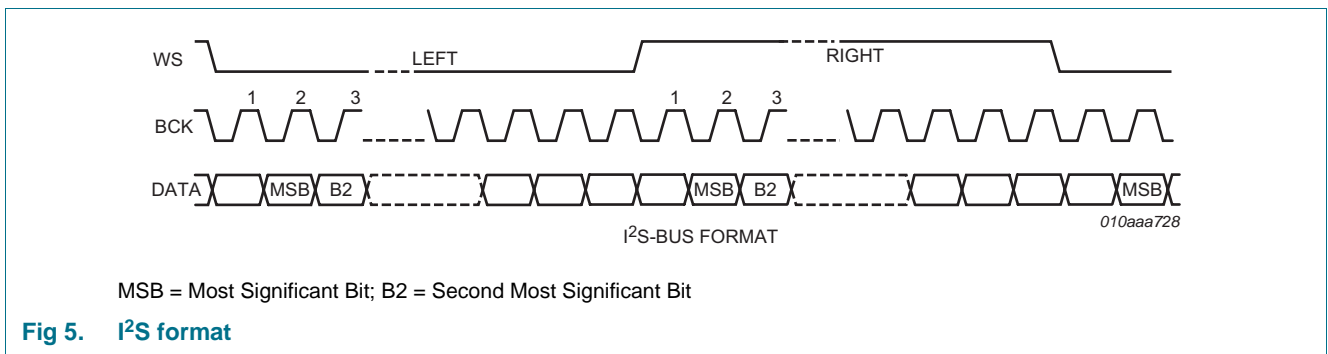 WS LEFT RIGHT
1 2 3 1 2 3
BCK
DATA MSB B2 MSB B2 MSB
010aaa728
I²S-BUS FORMAT
MSB = Most Significant Bit; B2 = Second Most Significant Bit
Fig 5. I²S format